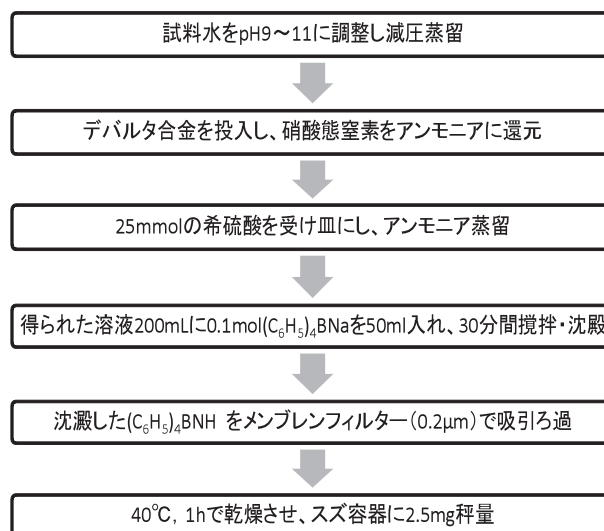 試料水をpH9～11に調整し減圧蒸留
デバルタ合金を投入し、硝酸態窒素をアンモニアに還元
25mmolの希硫酸を受け皿にし、アンモニア蒸留
得られた溶液200mLに0.1mol(C₆H₅)₄BNaを50ml入れ、30分間攪拌・沈殿
沈澱した(C₆H₅)₄BNH をメンブレンフィルター（0.2μm）で吸引ろ過
40℃，1hで乾燥させ、スズ容器に2.5mg秤量